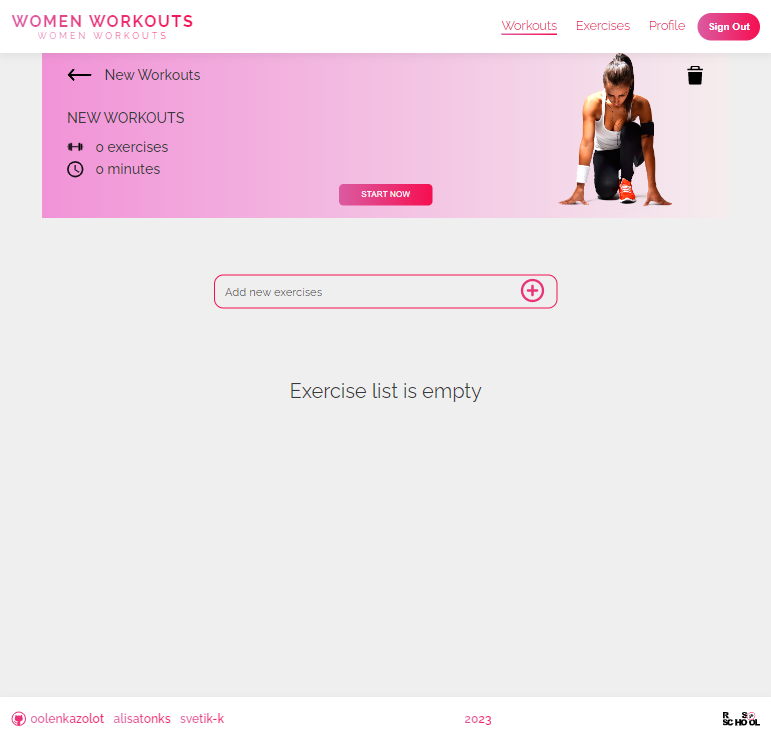 WOMEN WORKOUTS
WOMEN WORKOUTS
Workouts Exercises Profile Sign Out
New Workouts
NEW WORKOUTS
0 exercises
0 minutes
START NOW
Add new exercises
Exercise list is empty
oolenkazolot alisatonks svetik-k 2023
RS
SCHOOL